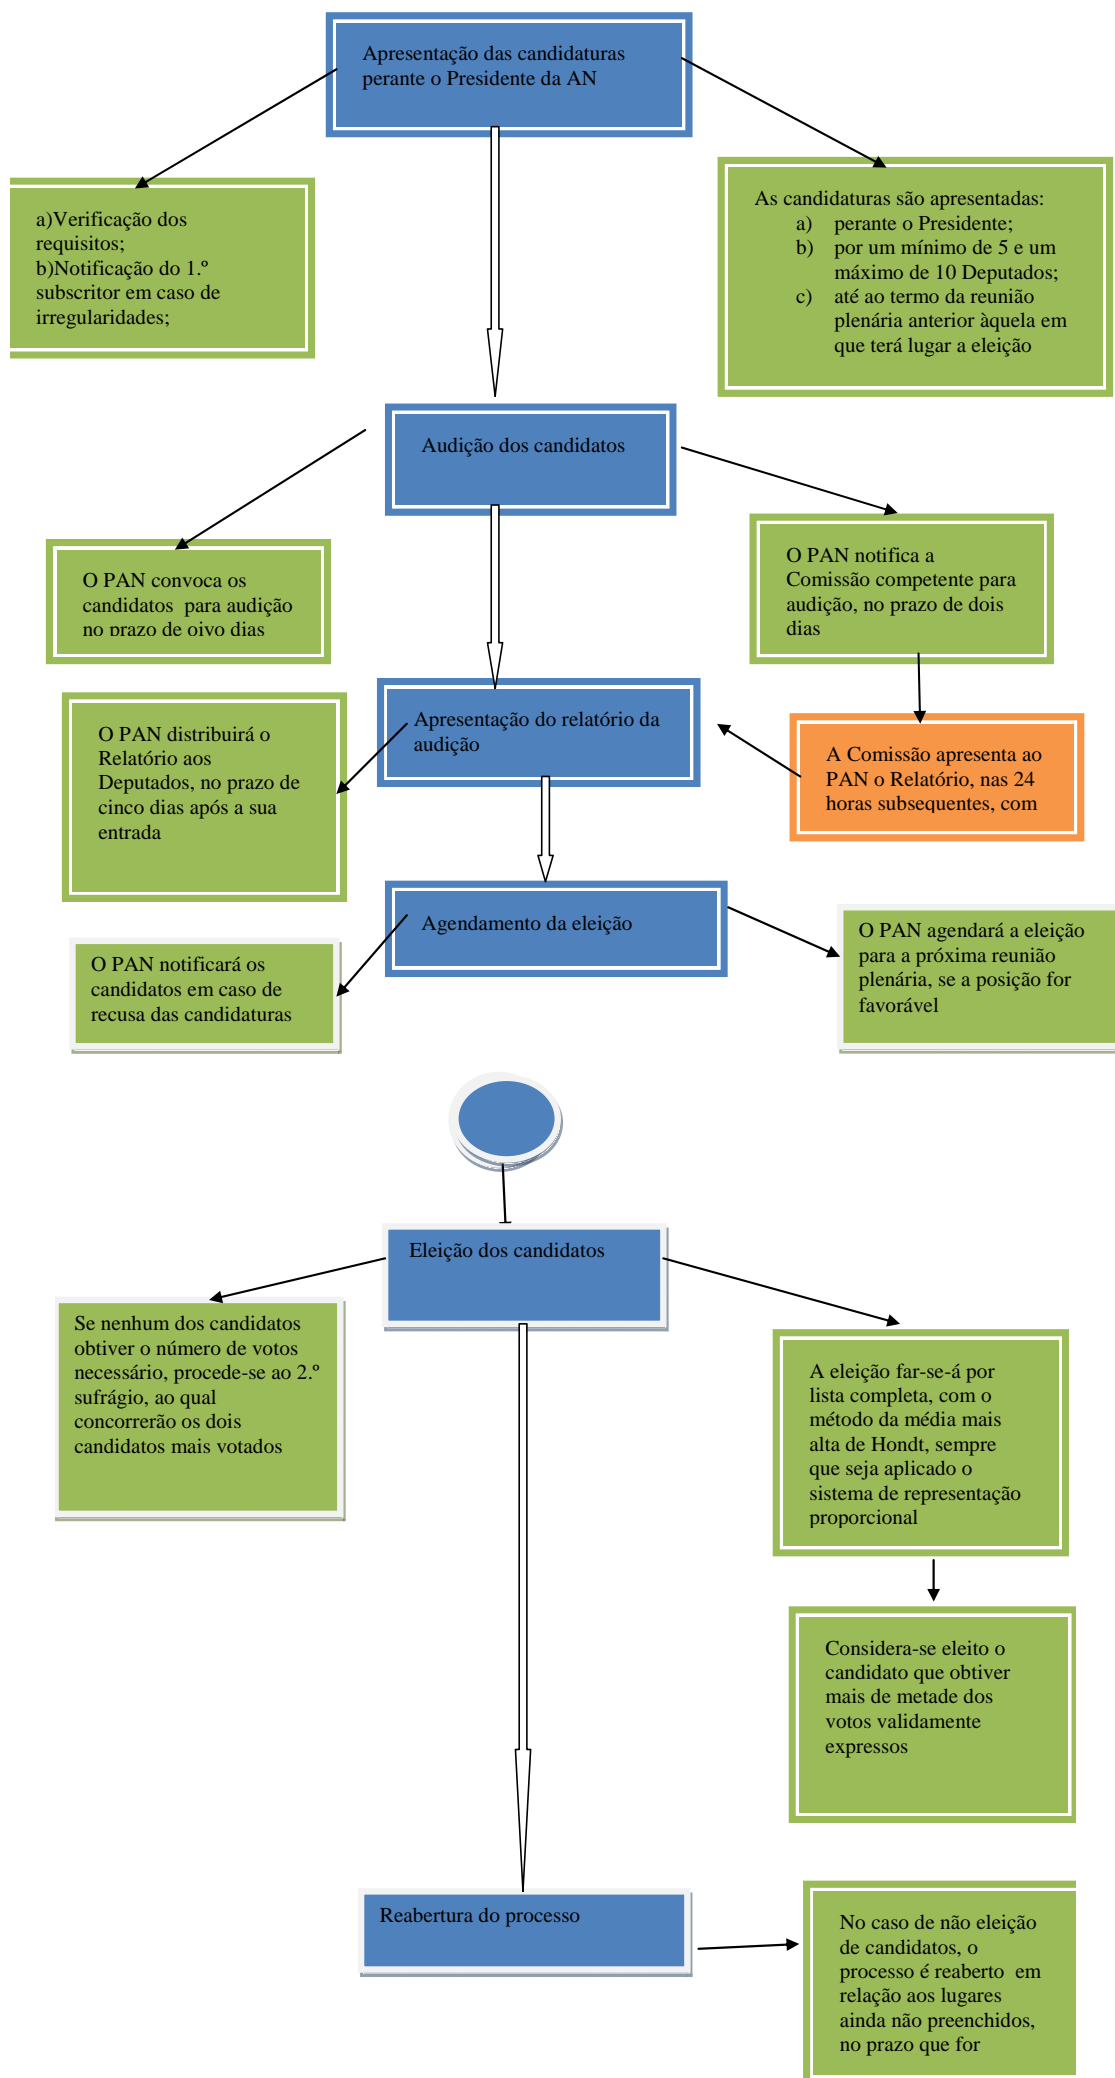 Apresentação das candidaturas
perante o Presidente da AN
a)Verificação dos
requisitos;
b)Notificação do 1.º
subscritor em caso de
irregularidades;
As candidaturas são apresentadas:
a) perante o Presidente;
b) por um mínimo de 5 e um
máximo de 10 Deputados;
c) até ao termo da reunião
plenária anterior àquela em
que terá lugar a eleição
Audição dos candidatos
O PAN convoca os
candidatos para audição
no prazo de oivo dias
O PAN notifica a
Comissão competente para
audição, no prazo de dois
dias
Apresentação do relatório da
audição
O PAN distribuirá o
Relatório aos
Deputados, no prazo de
cinco dias após a sua
entrada
A Comissão apresenta ao
PAN o Relatório, nas 24
horas subsequentes, com
Agendamento da eleição
O PAN notificará os
candidatos em caso de
recusa das candidaturas
O PAN agendará a eleição
para a próxima reunião
plenária, se a posição for
favorável
Eleição dos candidatos
Se nenhum dos candidatos
obtiver o número de votos
necessário, procede-se ao 2.º
sufrágio, ao qual
concorrerão os dois
candidatos mais votados
A eleição far-se-á por
lista completa, com o
método da média mais
alta de Hondt, sempre
que seja aplicado o
sistema de representação
proporcional
Considera-se eleito o
candidato que obtiver
mais de metade dos
votos validamente
expressos
Reabertura do processo
No caso de não eleição
de candidatos, o
processo é reaberto em
relação aos lugares
ainda não preenchidos,
no prazo que for